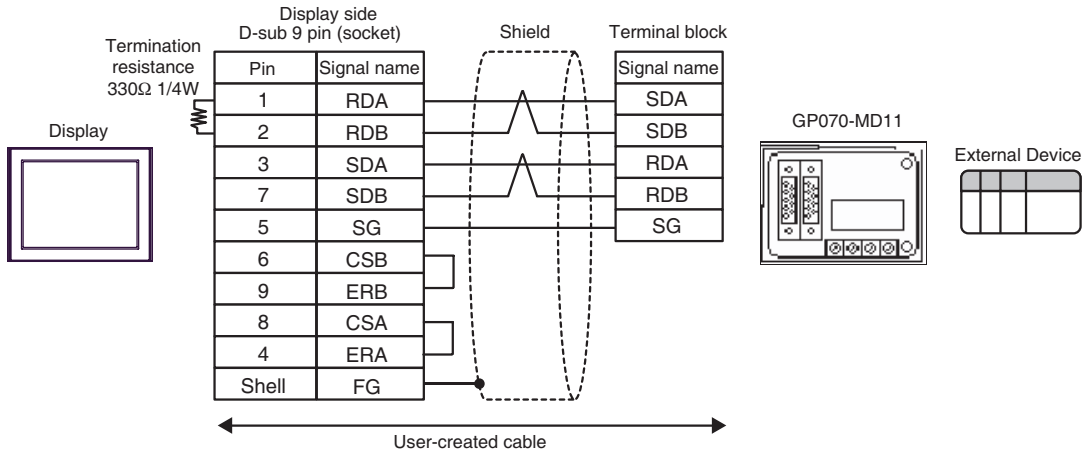 Display side
D-sub 9 pin (socket)
Shield
Terminal block
Termination
resistance
330Ω 1/4W
Pin Signal name
1 RDA
2 RDB
3 SDA
7 SDB
5 SG
6 CSB
9 ERB
8 CSA
4 ERA
Shell FG
Signal name
SDA
SDB
RDA
RDB
SG
Display
GP070-MD11
External Device
User-created cable